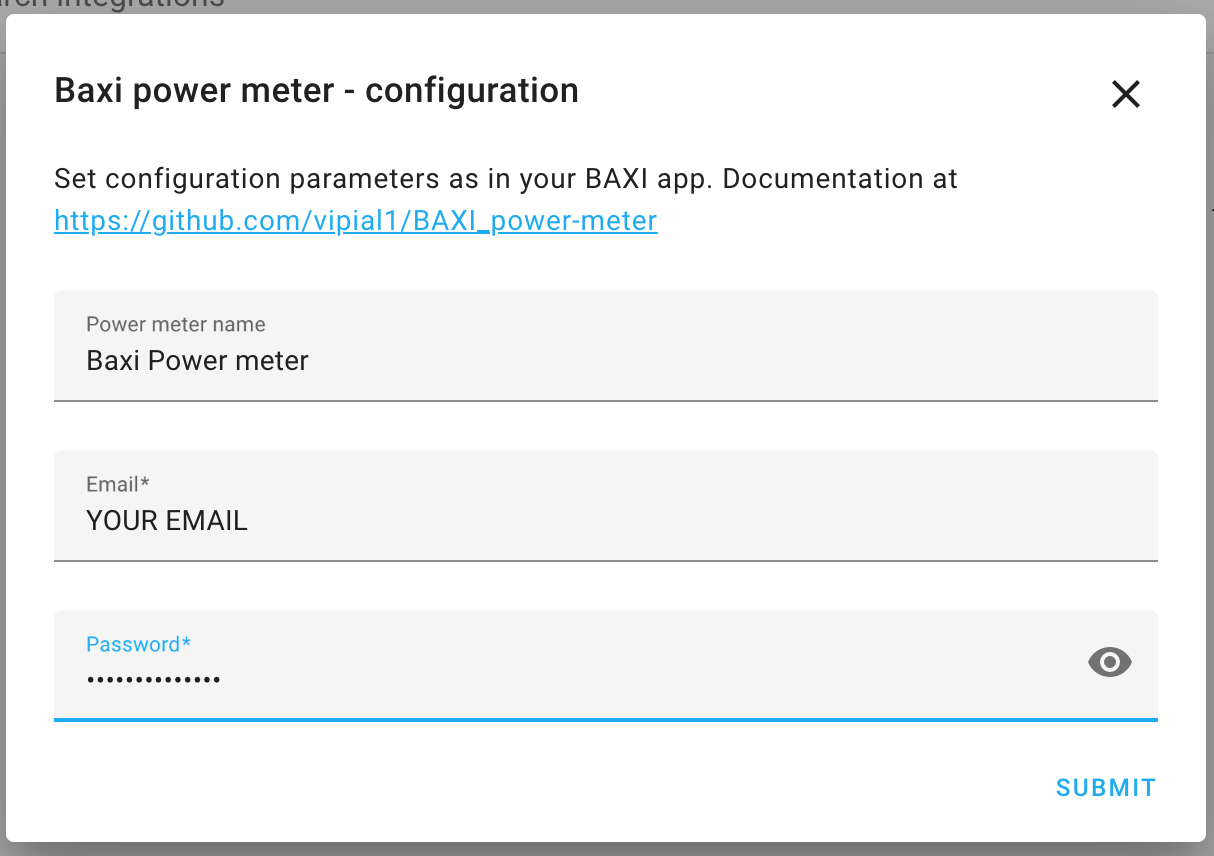 Integrations
Baxi power meter - configuration
Set configuration parameters as in your BAXI app. Documentation at
https://github.com/vipial1/BAXI_power-meter
Power meter name
Baxi Power meter
Email*
YOUR EMAIL
Password*
••••••••••••••
SUBMIT